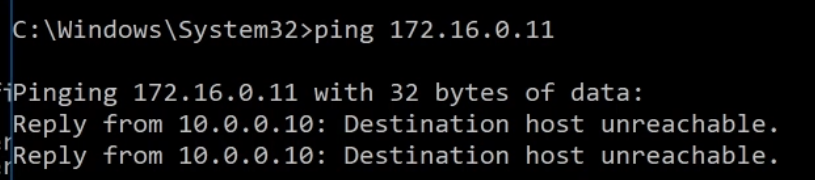 C:\Windows\System32>ping 172.16.0.11
Pinging 172.16.0.11 with 32 bytes of data:
Reply from 10.0.0.10: Destination host unreachable.
Reply from 10.0.0.10: Destination host unreachable.